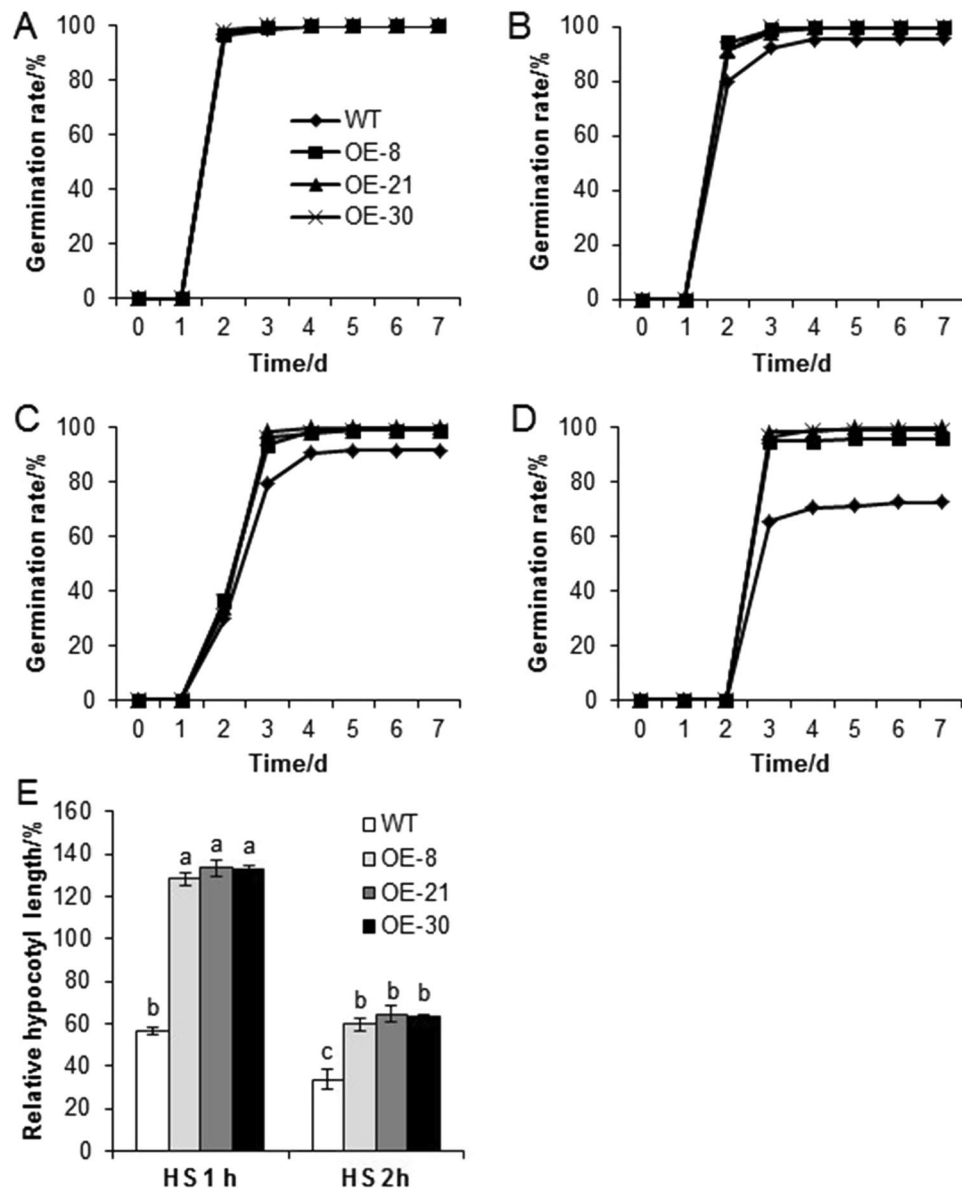 A
Germination rate/%
100
80
60
40
20
0
0 1 2 3 4 5 6 7
Time/d
WT
OE-8
OE-21
OE-30
B
Germination rate/%
100
80
60
40
20
0
0 1 2 3 4 5 6 7
Time/d
C
Germination rate/%
100
80
60
40
20
0
0 1 2 3 4 5 6 7
Time/d
D
Germination rate/%
100
80
60
40
20
0
0 1 2 3 4 5 6 7
Time/d
E
Relative hypocotyl length/%
160
140
120
100
80
60
40
20
0
b a a a
c b b b
HS 1 h HS 2h
WT
OE-8
OE-21
OE-30